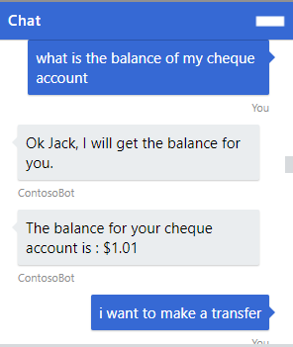 Chat
what is the balance of my cheque
account
You
Ok Jack, I will get the balance for
you.
ContosoBot
The balance for your cheque
account is : $1.01
ContosoBot
i want to make a transfer
You